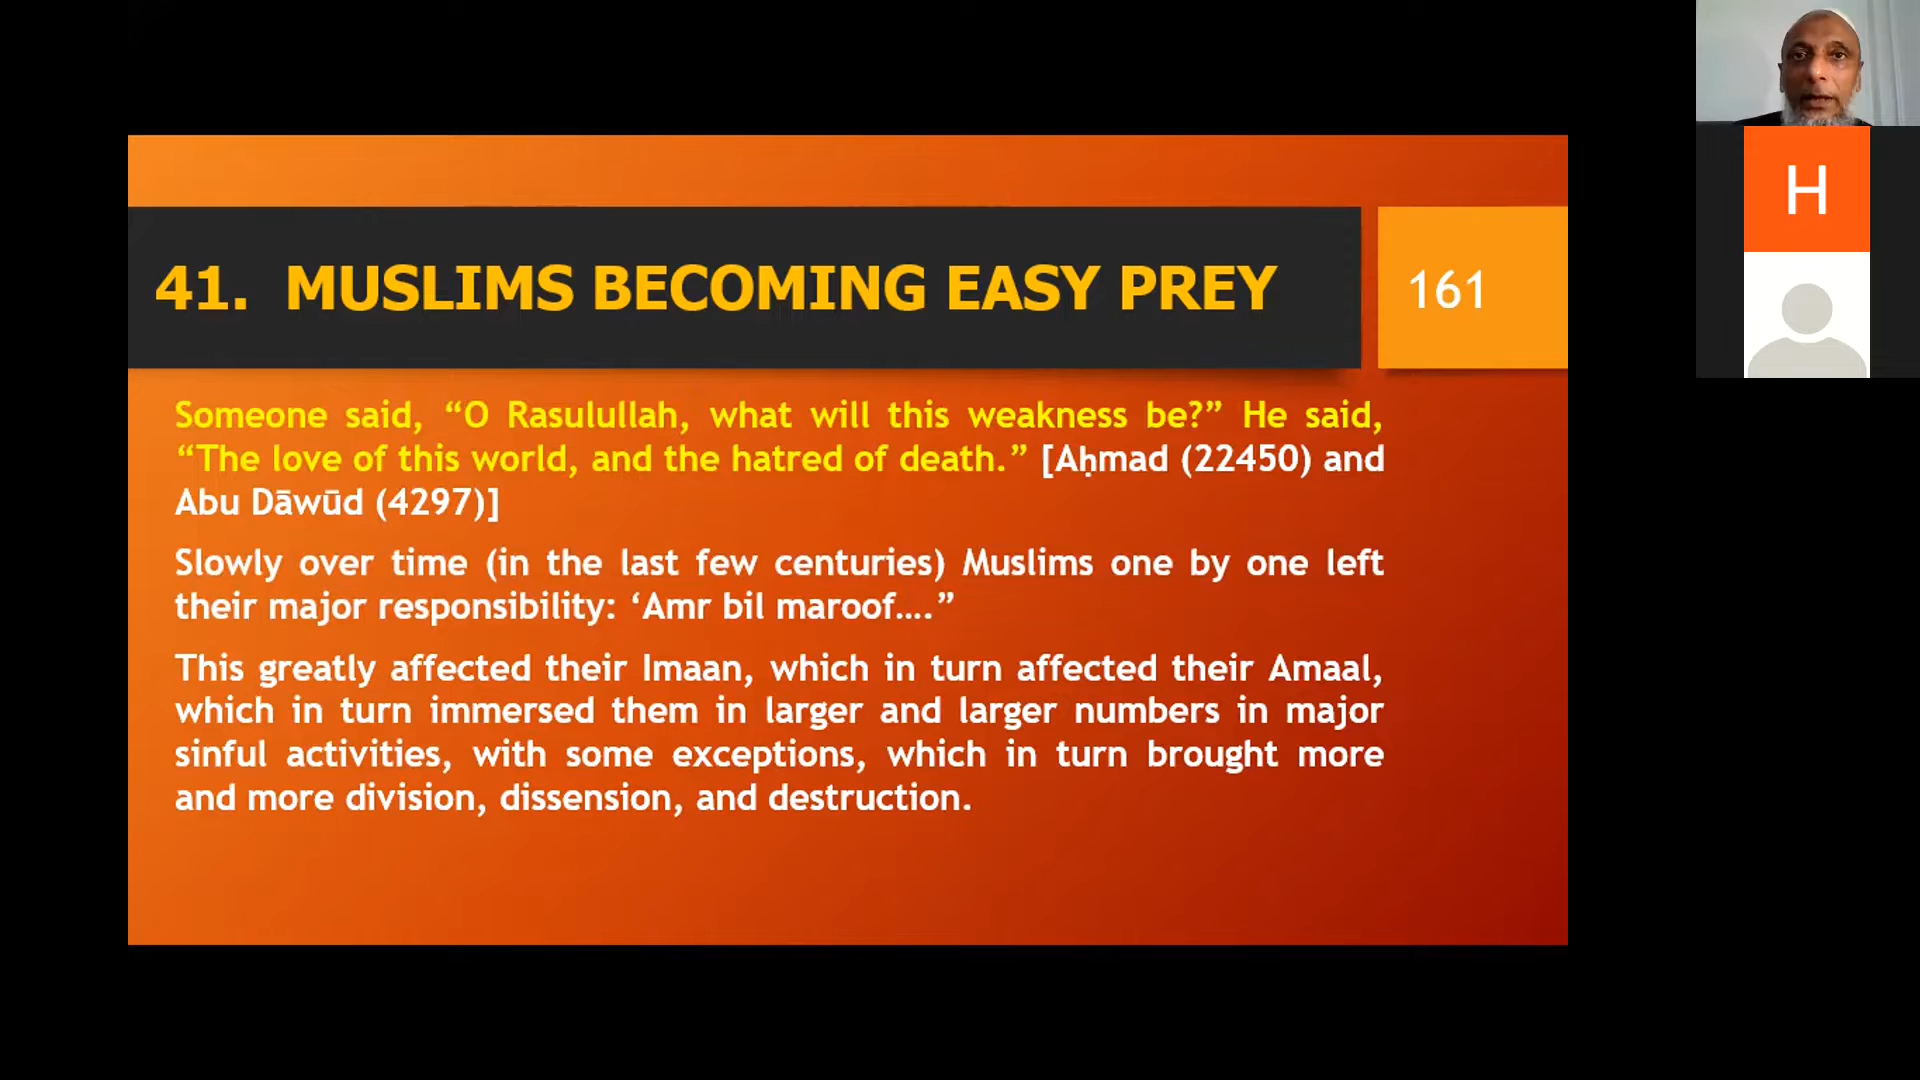 41. MUSLIMS BECOMING EASY PREY
161
Someone said, “O Rasulullah, what will this weakness be?” He said,
“The love of this world, and the hatred of death.” [Aḥmad (22450) and
Abu Dāwūd (4297)]
Slowly over time (in the last few centuries) Muslims one by one left
their major responsibility: ‘Amr bil maroof….”
This greatly affected their Imaan, which in turn affected their Amaal,
which in turn immersed them in larger and larger numbers in major
sinful activities, with some exceptions, which in turn brought more
and more division, dissension, and destruction.
H